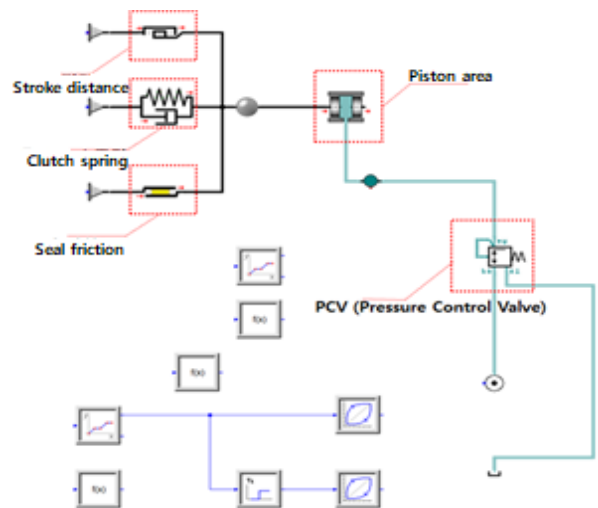 Stroke distance
Piston area
Clutch spring
Seal friction
PCV (Pressure Control Valve)
f(x)
f(x)
f(x)